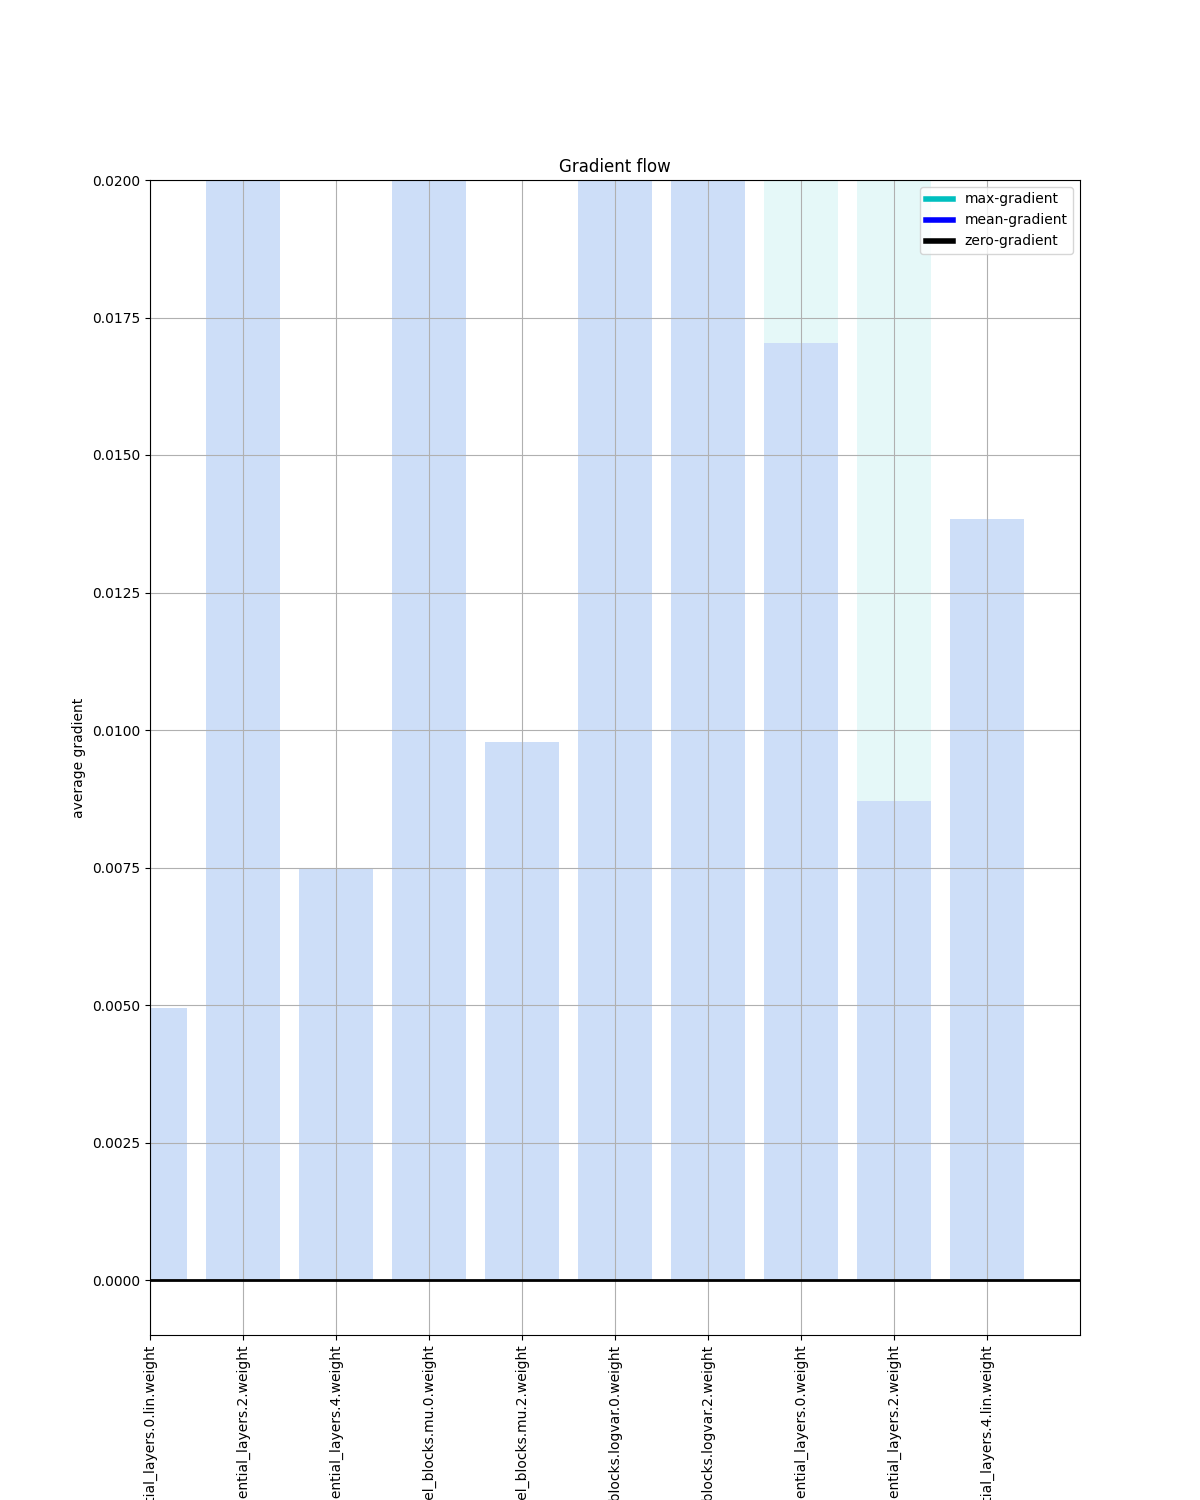 Gradient flow
max-gradient
mean-gradient
zero-gradient
0.0200
0.0175
0.0150
0.0125
0.0100
0.0075
0.0050
0.0025
0.0000
average gradient
tial_layers.0.lin.weight
ential_layers.2.weight
ential_layers.4.weight
el_blocks.mu.0.weight
el_blocks.mu.2.weight
blocks.logvar.0.weight
blocks.logvar.2.weight
ential_layers.0.weight
ential_layers.2.weight
tial_layers.4.lin.weight